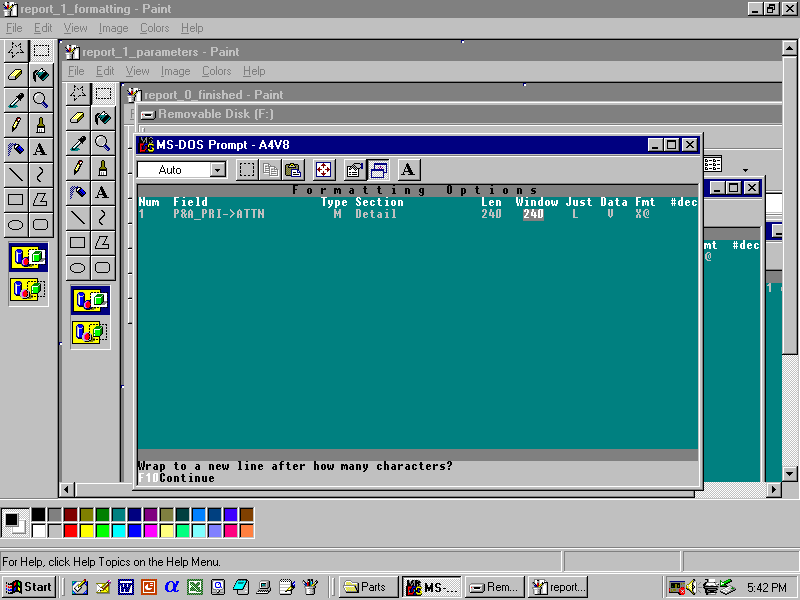 report_1_formatting - Paint
File Edit View Image Colors Help
report_1_parameters - Paint
File Edit View Image Colors Help
report_0_finished - Paint
Removable Disk (F:)
MS-DOS Prompt - A4V8
Auto
A
Formatting Options
Num Field Type Section Len Window Just Data Fmt #dec
1 P&A_PRI->ATTN M Detail 240 240 L V X@
mt #dec
@
1
Wrap to a new line after how many characters?
F10Continue
For Help, click Help Topics on the Help Menu.
Start
Parts
MS-...
Rem...
report...
5:42 PM